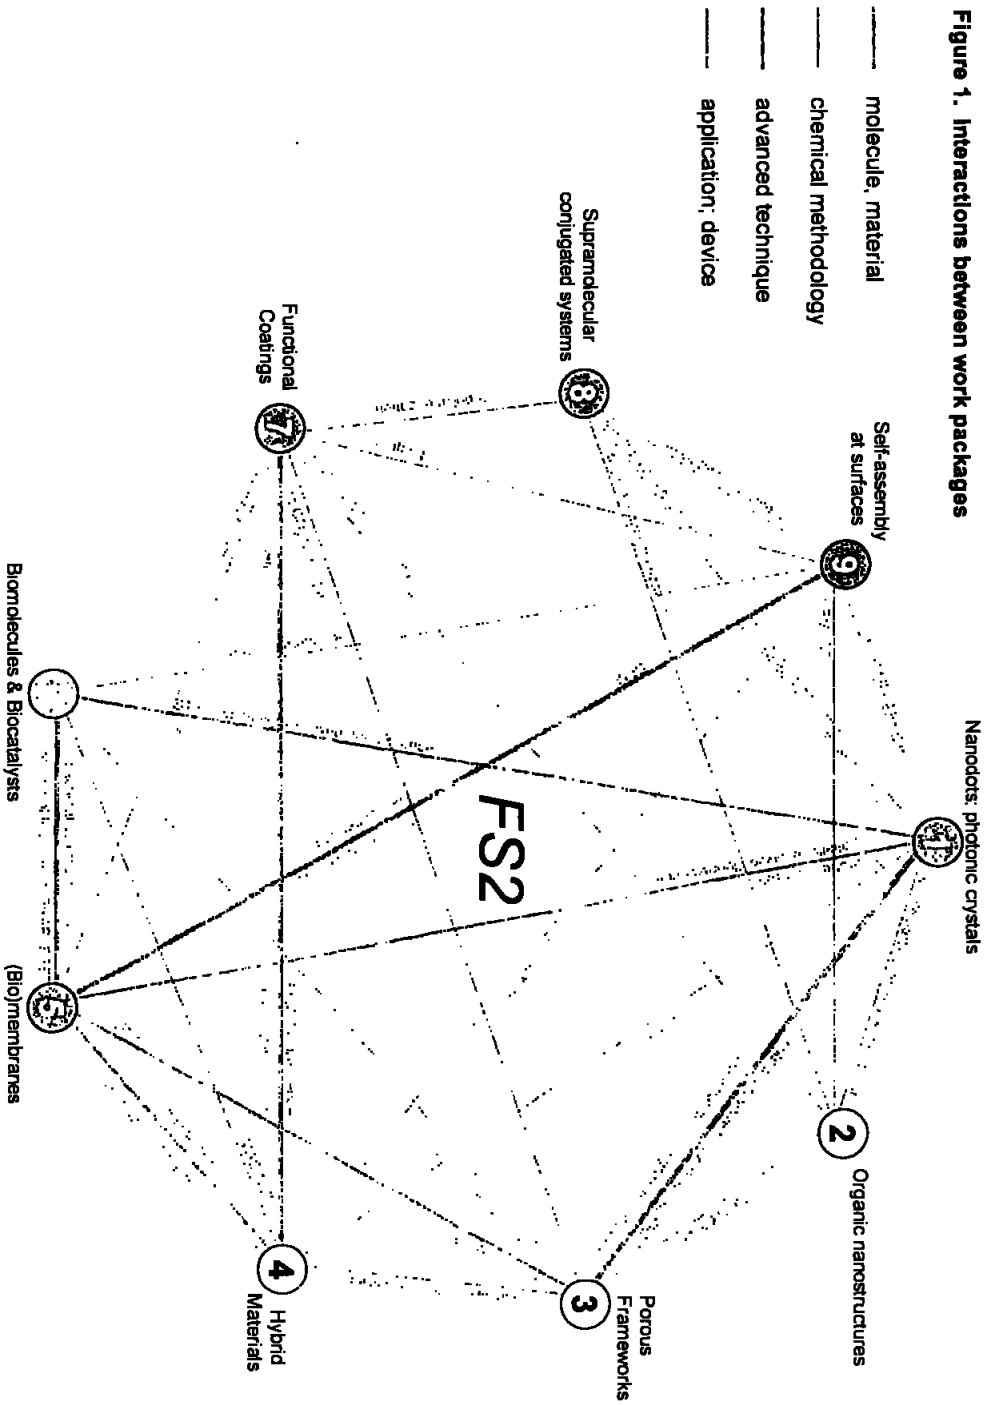 Figure 1. Interactions between work packages
molecule, material
chemical methodology
advanced technique
application; device
Nanodots; photonic crystals
1
Self-assembly
at surfaces
9
2
Organic nanostructures
Supramolecular
conjugated systems
8
FS2
3
Porous
Frameworks
Functional
Coatings
7
4
Hybrid
Materials
Biomolecules & Biocatalysts
5
(Bio)membranes